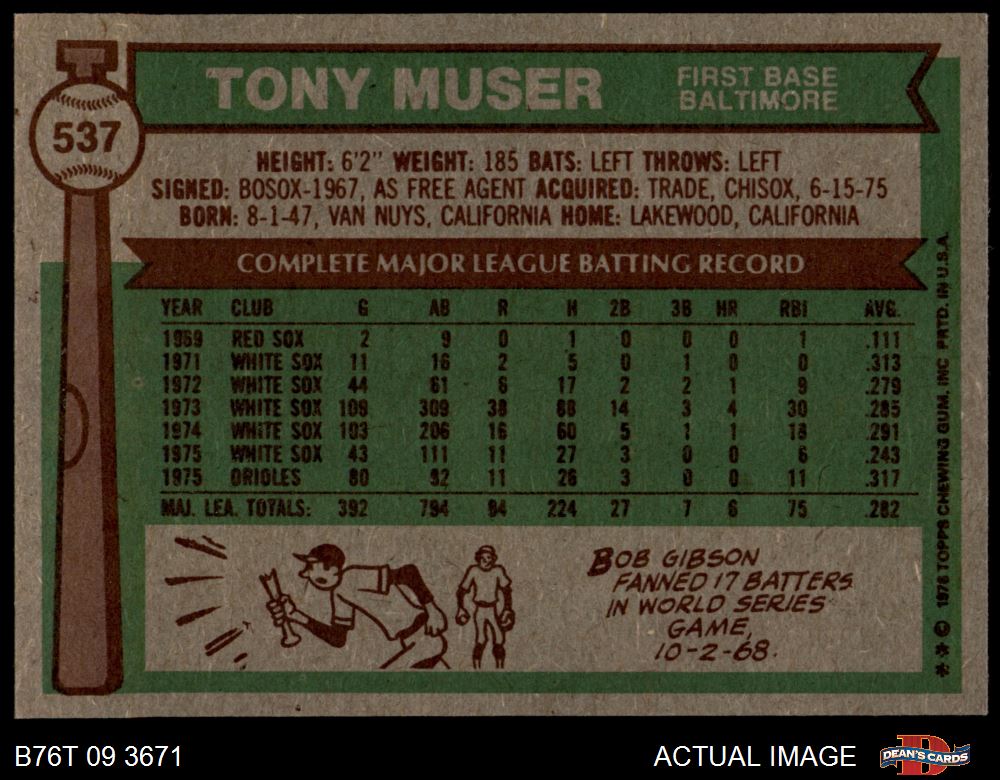 537
TONY MUSER
FIRST BASE
BALTIMORE
HEIGHT: 6'2" WEIGHT: 185 BATS: LEFT THROWS: LEFT
SIGNED: BOSOX-1967, AS FREE AGENT ACQUIRED: TRADE, CHISOX, 6-15-75
BORN: 8-1-47, VAN NUYS, CALIFORNIA HOME: LAKEWOOD, CALIFORNIA
COMPLETE MAJOR LEAGUE BATTING RECORD
YEAR CLUB G AB R H 2B 3B HR RBI AVG.
1969 RED SOX 2 9 0 1 0 0 0 1 .111
1971 WHITE SOX 11 16 2 5 0 1 0 0 .313
1972 WHITE SOX 44 61 6 17 2 2 1 9 .279
1973 WHITE SOX 109 309 38 88 14 3 4 30 .285
1974 WHITE SOX 103 206 16 60 5 1 1 18 .291
1975 WHITE SOX 43 111 11 27 3 0 0 6 .243
1975 ORIOLES 80 82 11 26 3 0 0 11 .317
MAJ. LEA. TOTALS: 392 794 84 224 27 7 6 75 .282
BOB GIBSON
FANNED 17 BATTERS
IN WORLD SERIES
GAME,
10-2-68.
** © 1976 TOPPS CHEWING GUM, INC. PRTD. IN U.S.A.
B76T 09 3671
ACTUAL IMAGE
DEAN'S CARDS